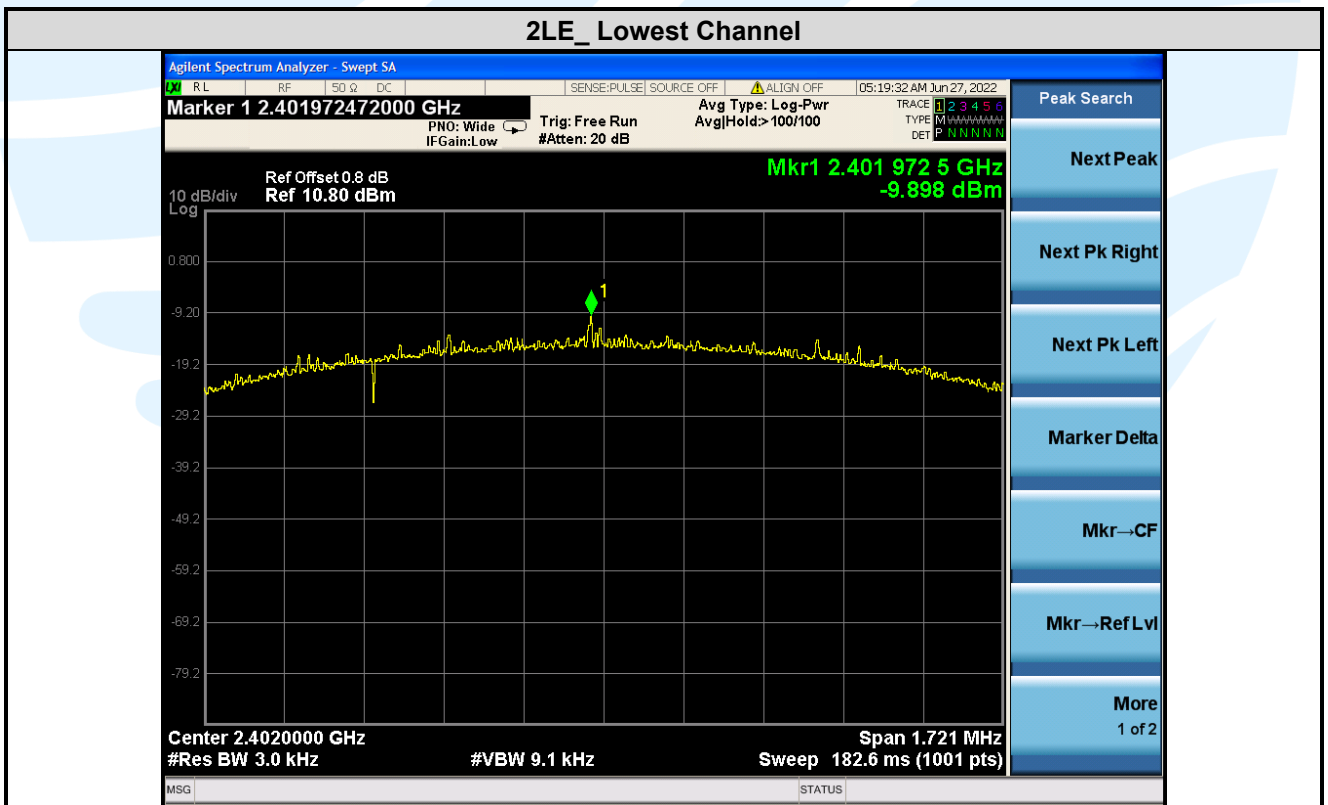 2LE_ Lowest Channel
Agilent Spectrum Analyzer - Swept SA
LXI RL RF 50 Ω DC SENSE:PULSE SOURCE OFF ALIGN OFF 05:19:32 AM Jun 27, 2022
Marker 1 2.401972472000 GHz
PNO: Wide
IFGain:Low
Trig: Free Run
#Atten: 20 dB
Avg Type: Log-Pwr
Avg|Hold:>100/100
TRACE 1 2 3 4 5 6
TYPE MWWWWW
DET P N N N N N
Peak Search
Next Peak
Next Pk Right
Next Pk Left
Marker Delta
Mkr→CF
Mkr→Ref Lvl
More
1 of 2
Mkr1 2.401 972 5 GHz
-9.898 dBm
Ref Offset 0.8 dB
10 dB/div Ref 10.80 dBm
Log
0.800
1
-9.20
-19.2
-29.2
-39.2
-49.2
-59.2
-69.2
-79.2
Center 2.4020000 GHz Span 1.721 MHz
#Res BW 3.0 kHz #VBW 9.1 kHz Sweep 182.6 ms (1001 pts)
MSG STATUS